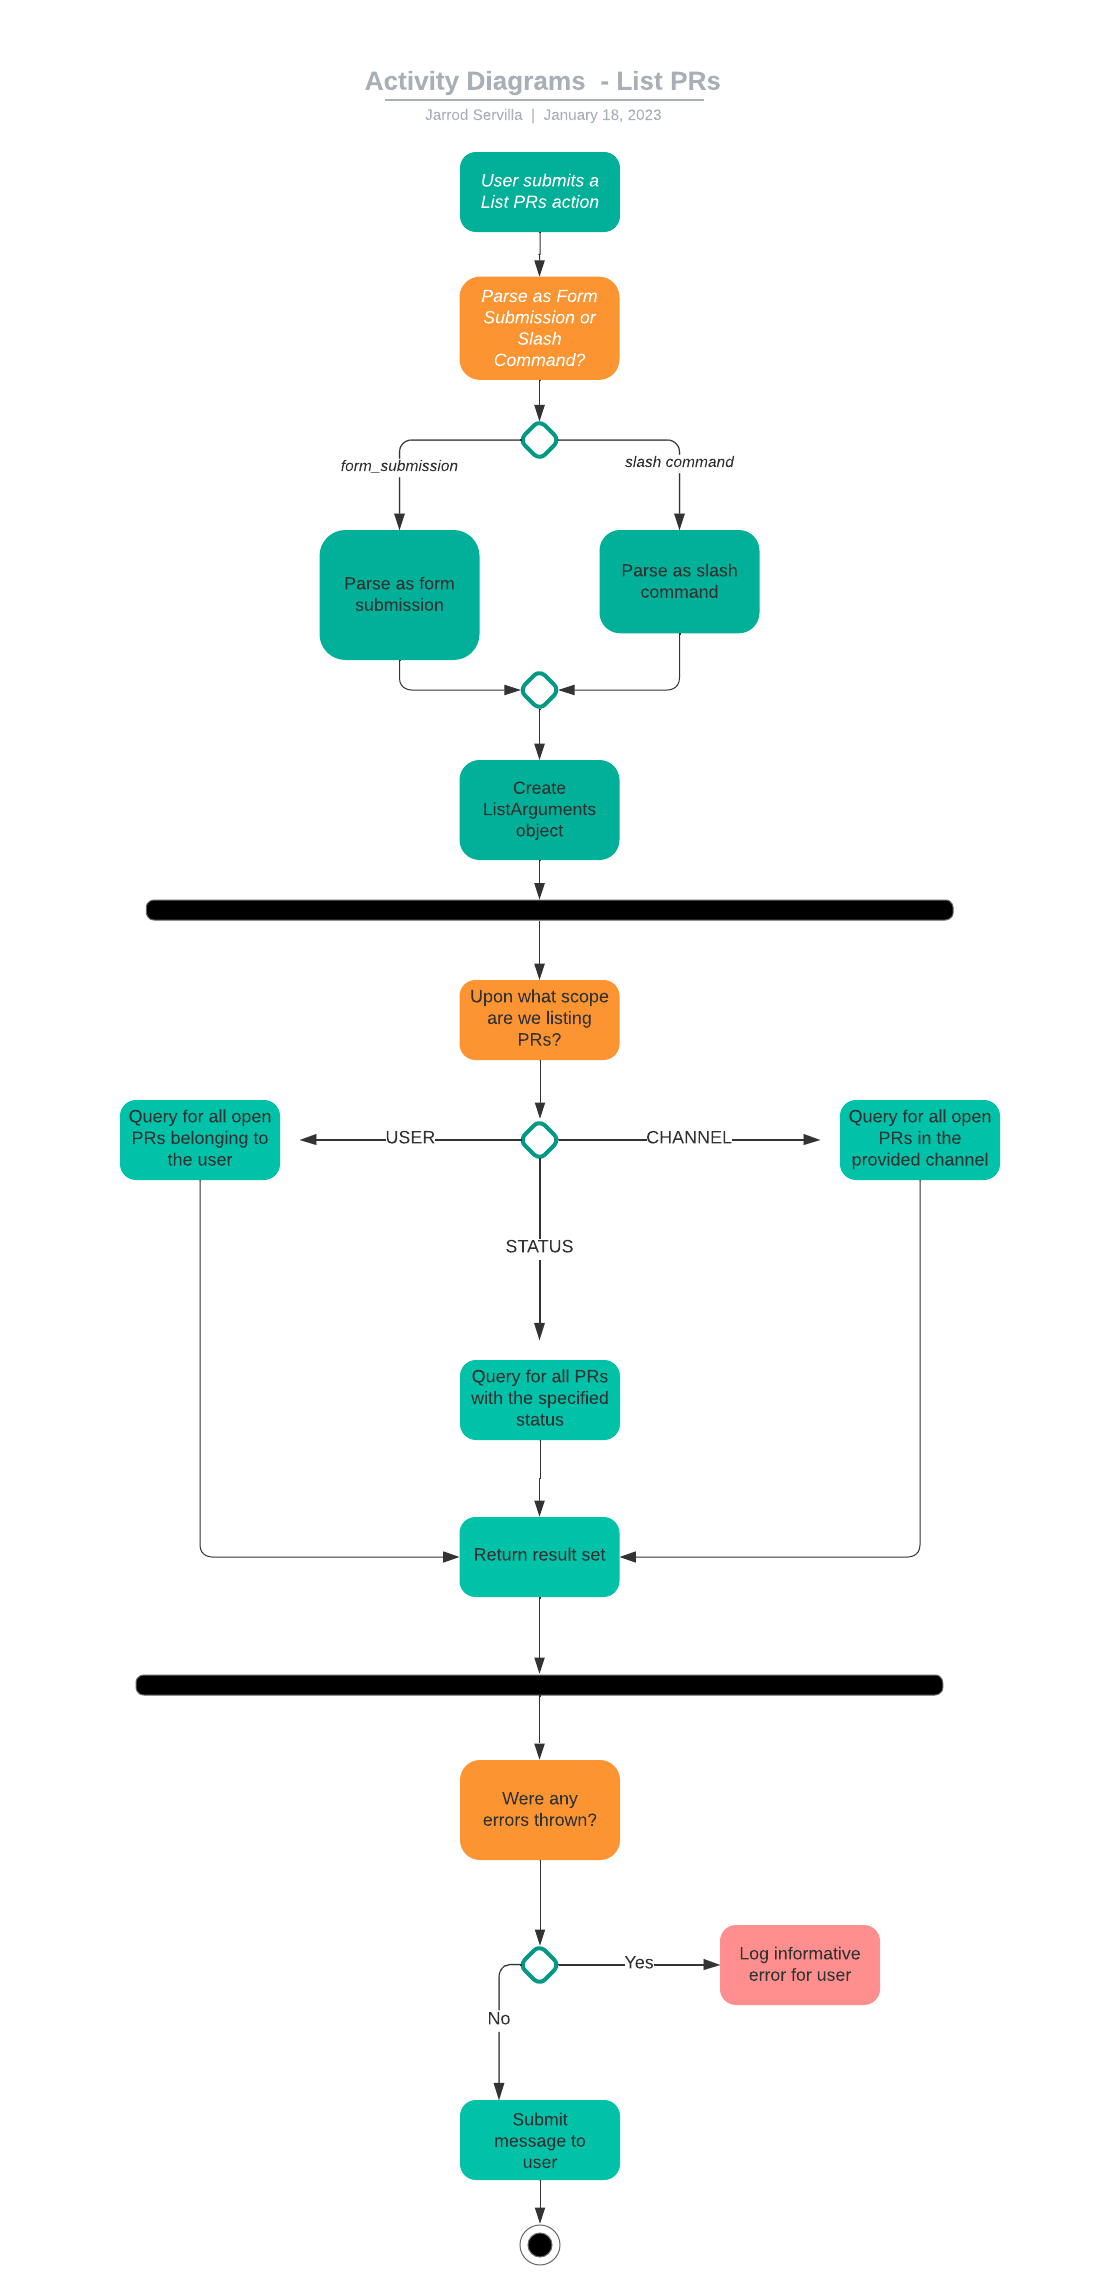 Activity Diagrams  - List PRs
Jarrod Servilla  |  January 18, 2023
User submits a
List PRs action
Parse as Form
Submission or
Slash
Command?
form_submission
slash command
Parse as form
submission
Parse as slash
command
Create
ListArguments
object
Upon what scope
are we listing
PRs?
Query for all open
PRs belonging to
the user
USER
CHANNEL
Query for all open
PRs in the
provided channel
STATUS
Query for all PRs
with the specified
status
Return result set
Were any
errors thrown?
Yes
Log informative
error for user
No
Submit
message to
user